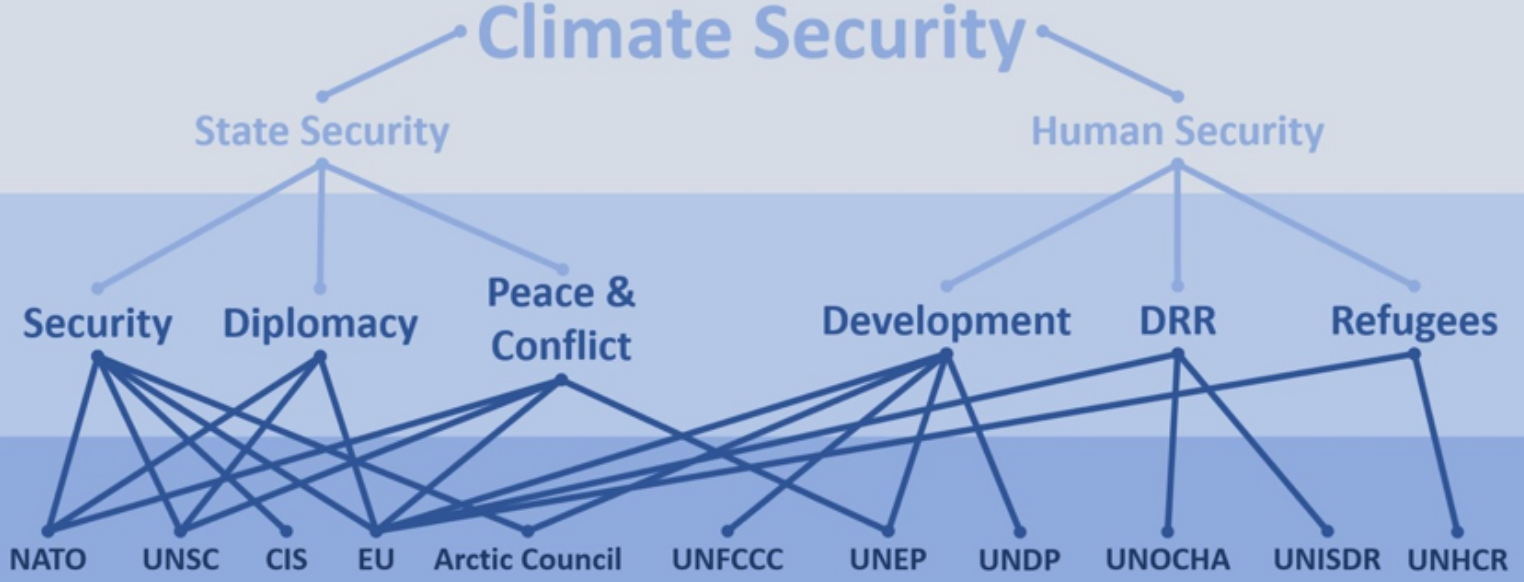 Climate Security
State Security
Human Security
Security
Diplomacy
Peace &
Conflict
Development
DRR
Refugees
NATO
UNSC
CIS
EU
Arctic Council
UNFCCC
UNEP
UNDP
UNOCHA
UNISDR
UNHCR